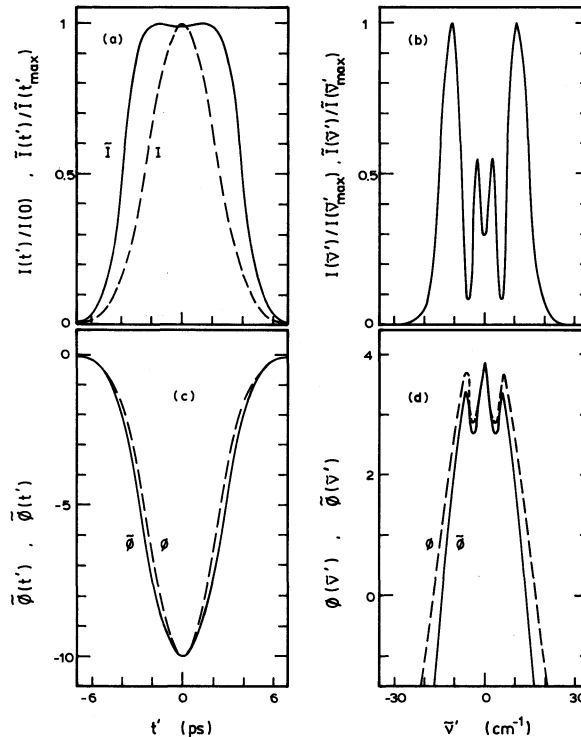 (a)
I(t′)/I(0) , Ĩ(t′)/Ĩ(t′max)
1
0.5
0
Ĩ
I
(b)
I(ν̃′)/I(ν̃′max) , Ĩ(ν̃′)/Ĩ(ν̃′max)
1
0.5
0
(c)
φ̃(t′) , φ(t′)
0
-5
-10
φ̃
φ
-6
0
6
t′ (ps)
(d)
φ(ν̃′) , φ̃(ν̃′)
4
2
0
φ
φ̃
-30
0
30
ν̃′ (cm⁻¹)